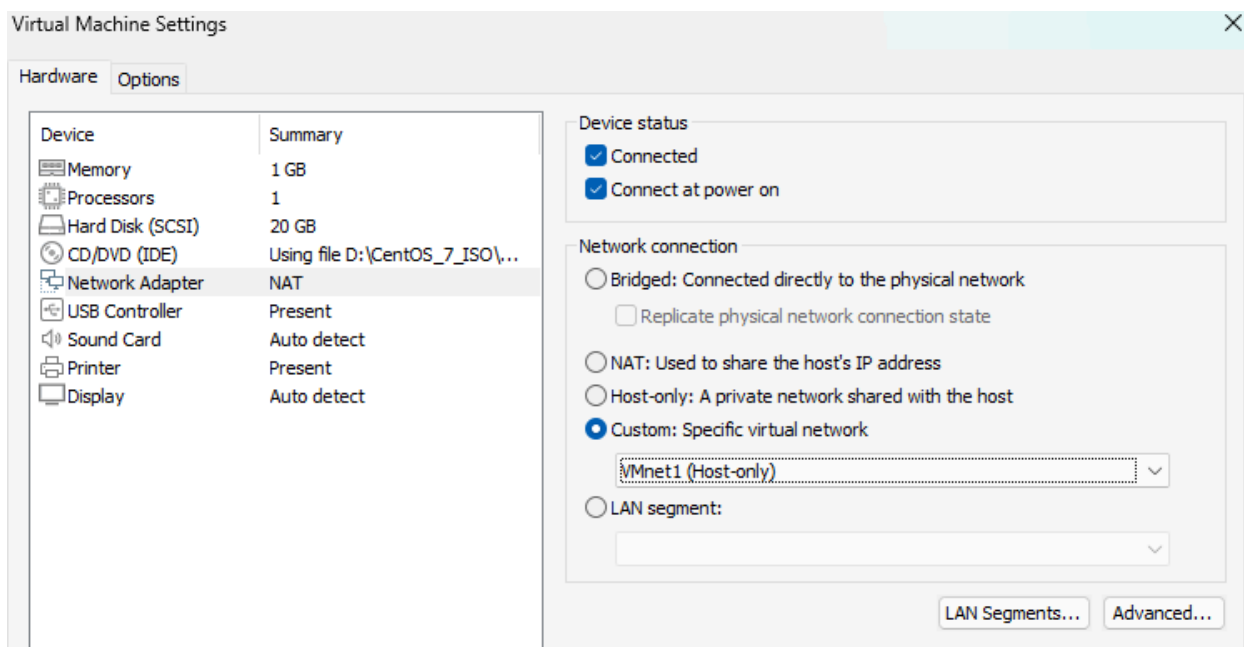 Virtual Machine Settings
Hardware Options
Device Summary
Memory 1 GB
Processors 1
Hard Disk (SCSI) 20 GB
CD/DVD (IDE) Using file D:\CentOS_7_ISO\...
Network Adapter NAT
USB Controller Present
Sound Card Auto detect
Printer Present
Display Auto detect
Device status
Connected
Connect at power on
Network connection
Bridged: Connected directly to the physical network
Replicate physical network connection state
NAT: Used to share the host's IP address
Host-only: A private network shared with the host
Custom: Specific virtual network
VMnet1 (Host-only)
LAN segment:
LAN Segments... Advanced...